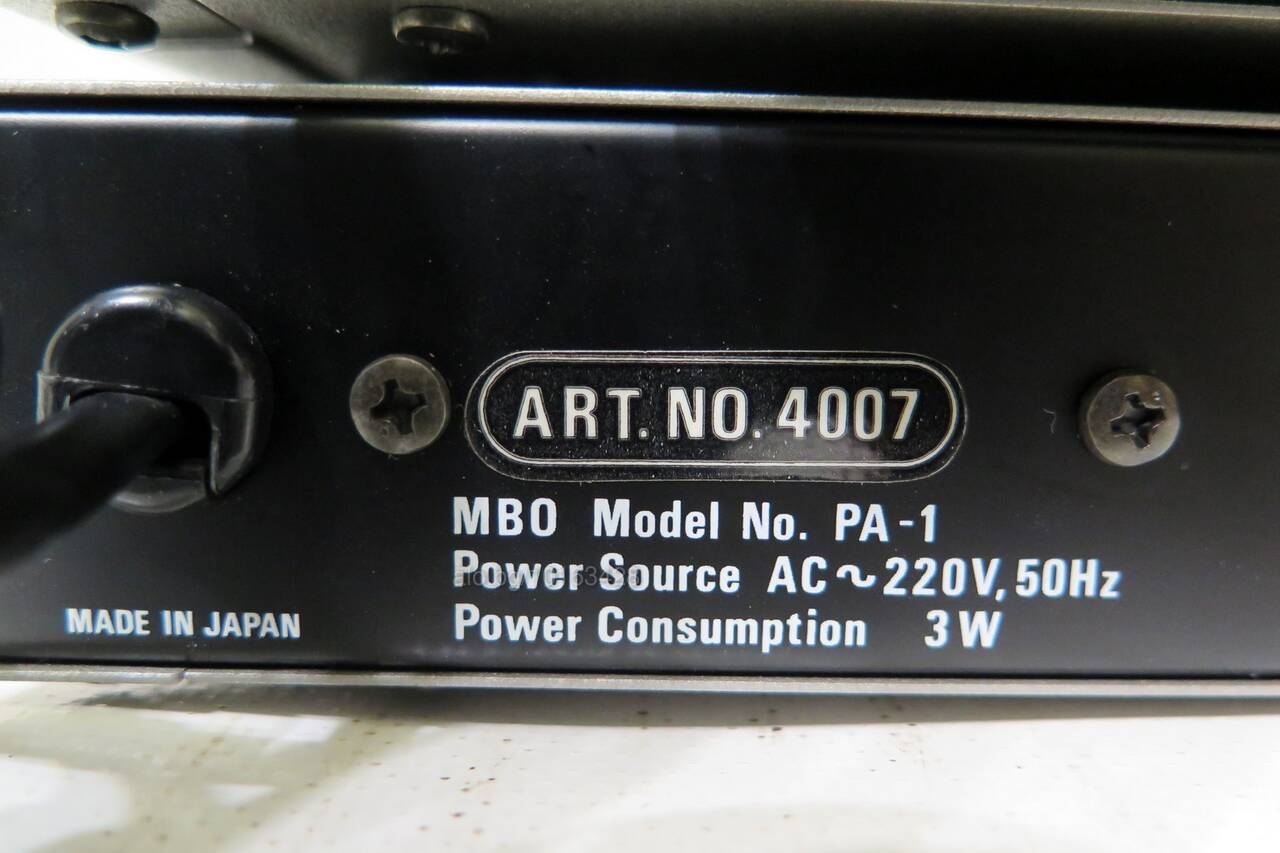 ART. NO. 4007
MBO Model No. PA-1
Power Source AC~220V, 50Hz
Power Consumption 3W
MADE IN JAPAN